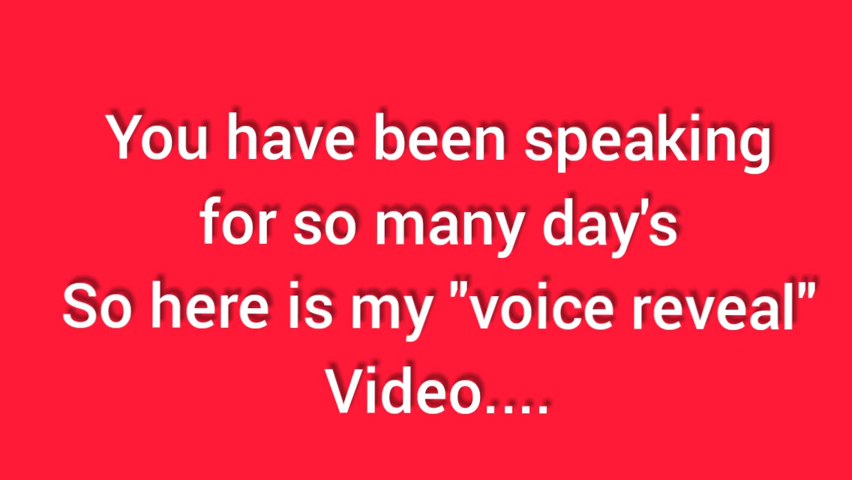 You have been speaking
for so many day's
So here is my "voice reveal"
Video....